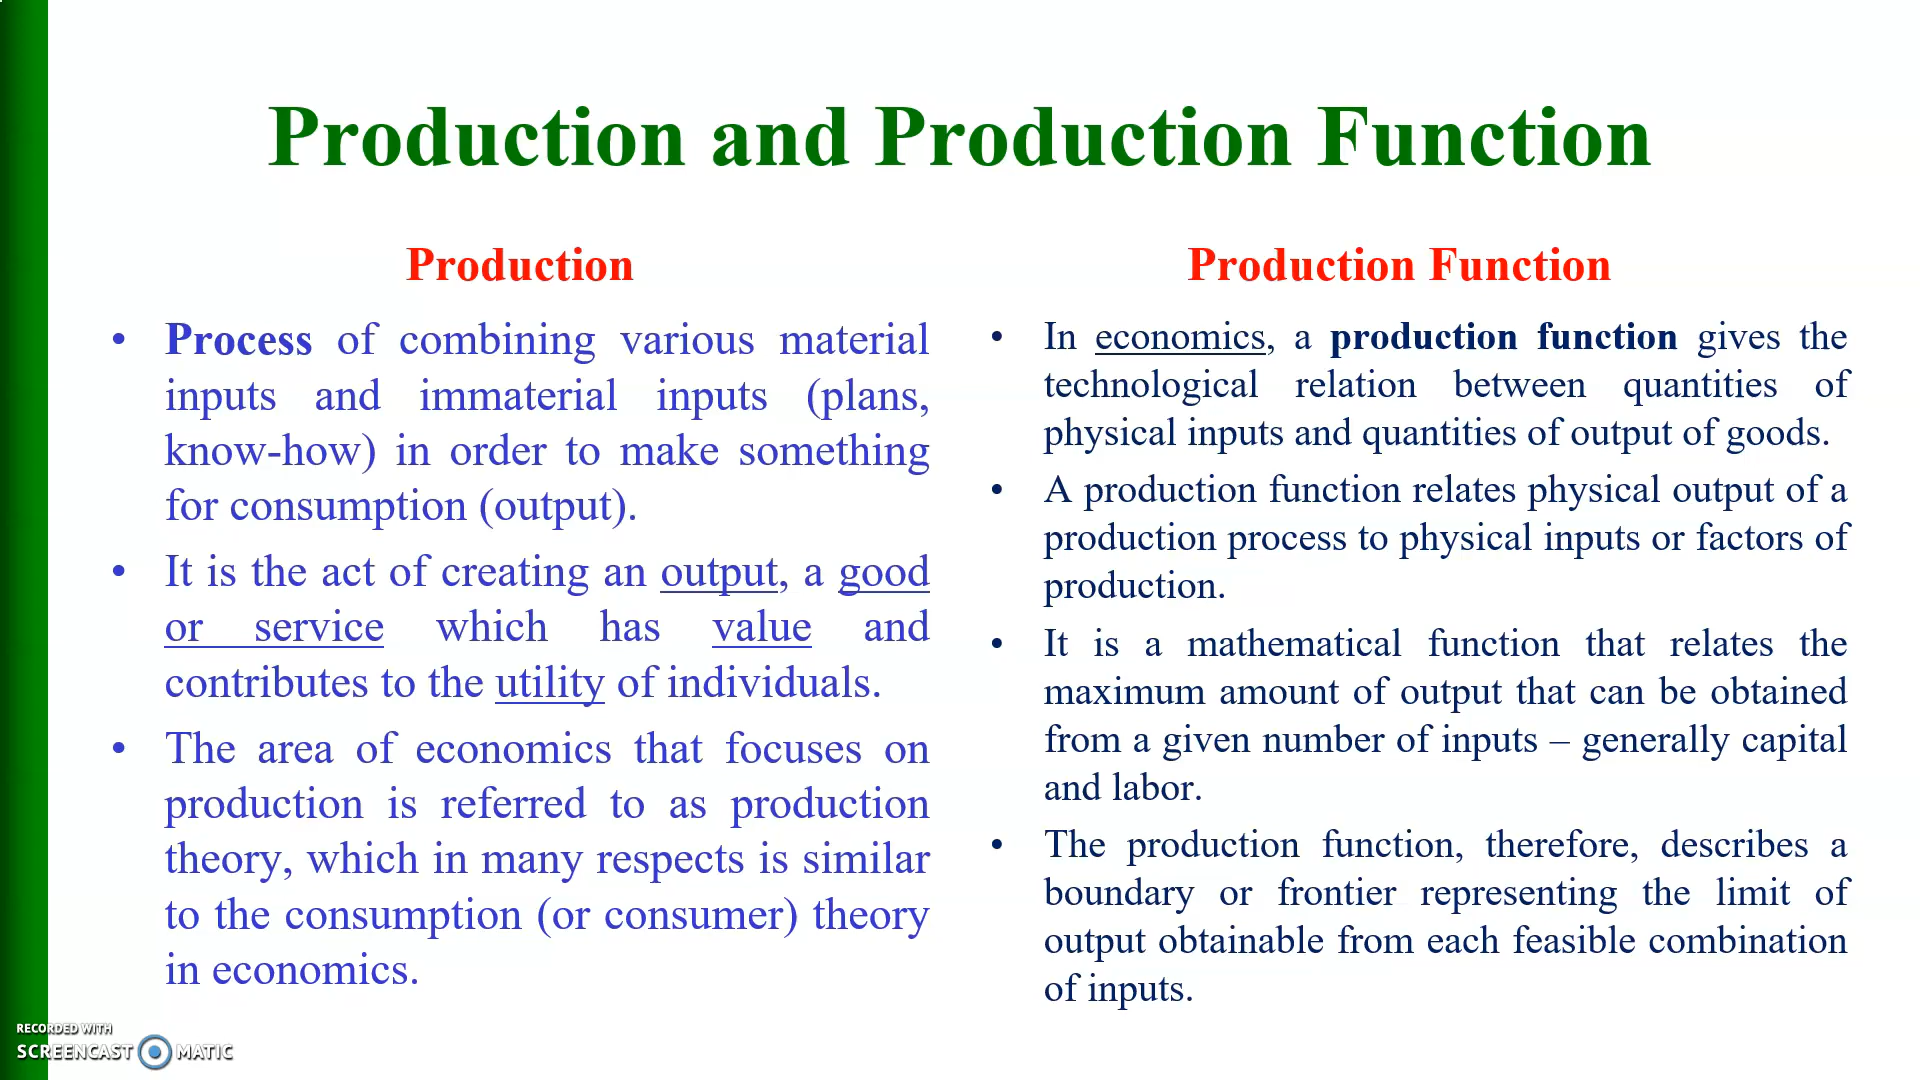 Production and Production Function
Production
• Process of combining various material
inputs and immaterial inputs (plans,
know-how) in order to make something
for consumption (output).
• It is the act of creating an output, a good
or service which has value and
contributes to the utility of individuals.
• The area of economics that focuses on
production is referred to as production
theory, which in many respects is similar
to the consumption (or consumer) theory
in economics.
Production Function
• In economics, a production function gives the
technological relation between quantities of
physical inputs and quantities of output of goods.
• A production function relates physical output of a
production process to physical inputs or factors of
production.
• It is a mathematical function that relates the
maximum amount of output that can be obtained
from a given number of inputs – generally capital
and labor.
• The production function, therefore, describes a
boundary or frontier representing the limit of
output obtainable from each feasible combination
of inputs.
RECORDED WITH
SCREENCAST MATIC